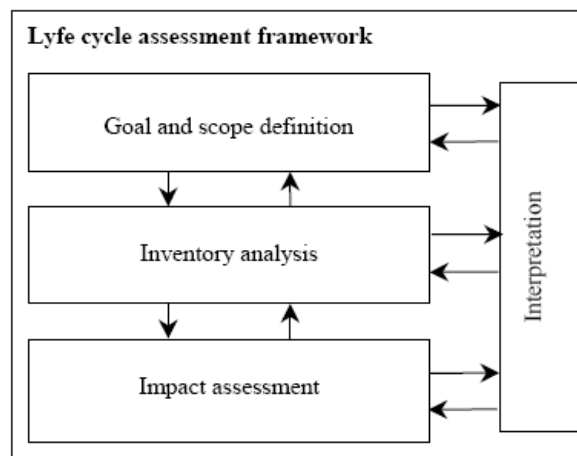 Lyfe cycle assessment framework
Goal and scope definition
Inventory analysis
Impact assessment
Interpretation